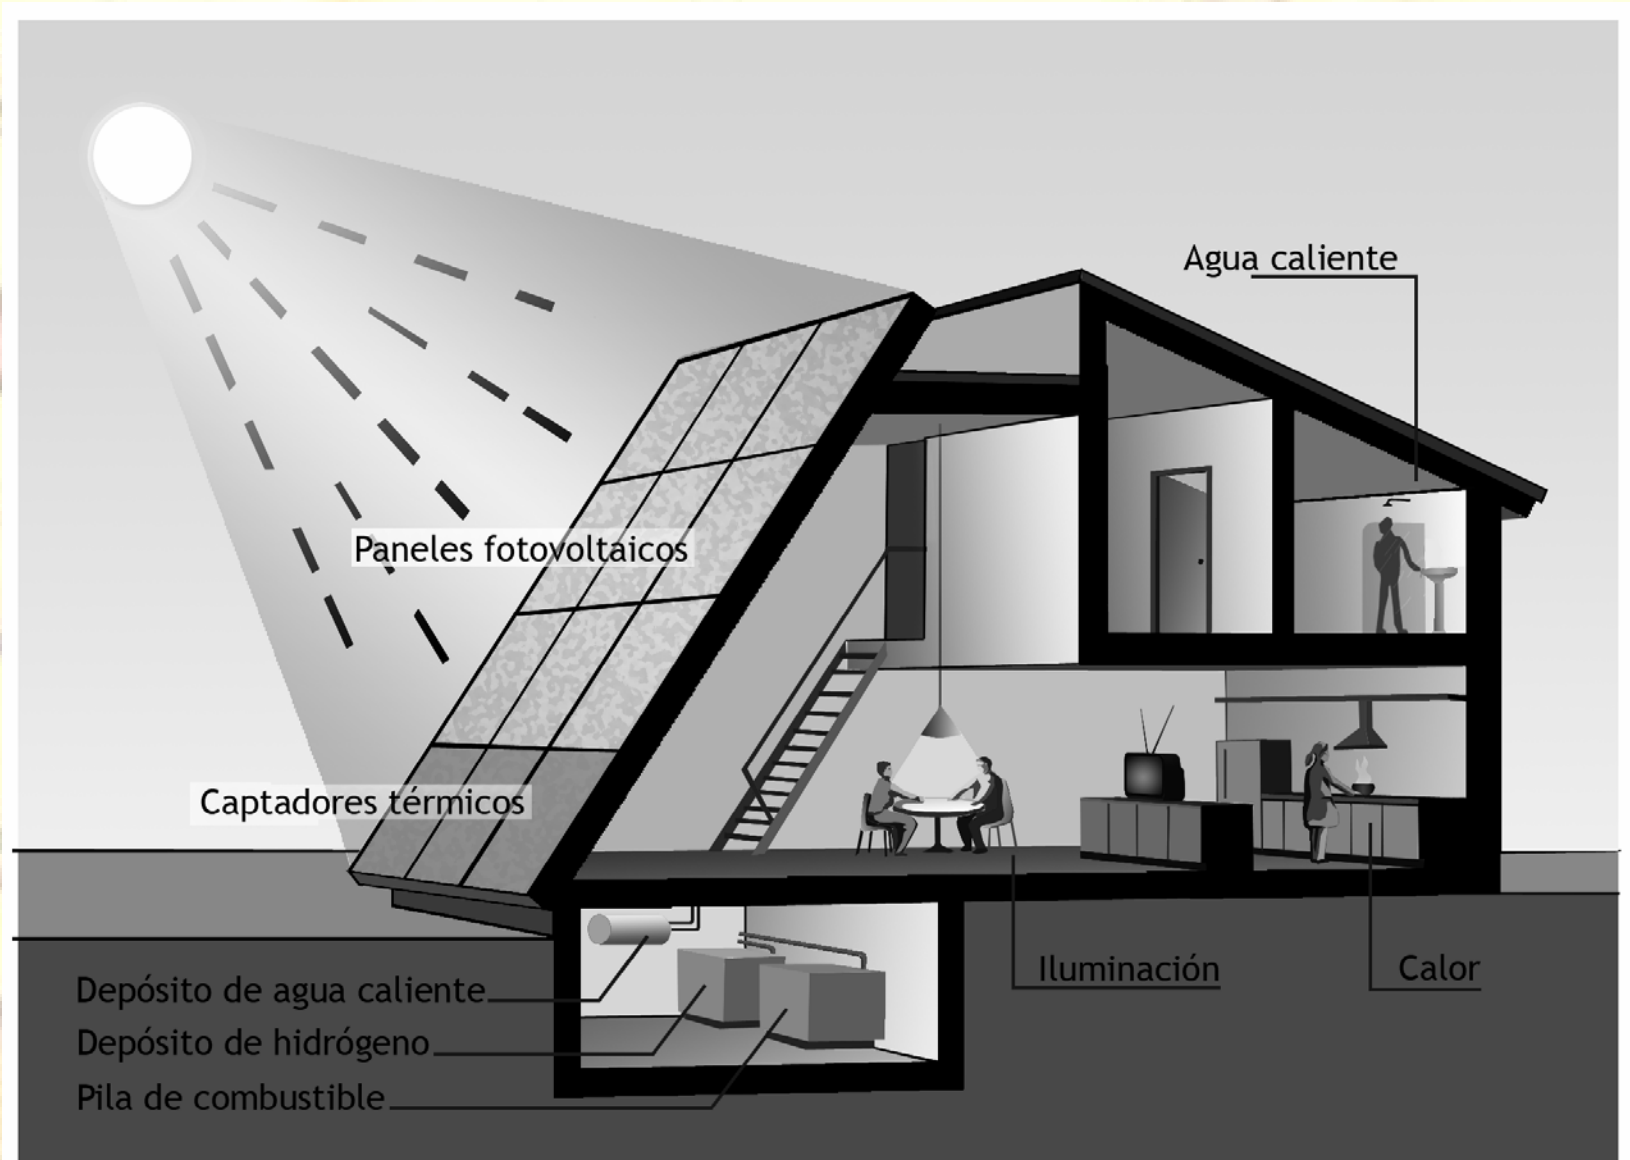 Agua caliente
Paneles fotovoltaicos
Captadores térmicos
Iluminación
Calor
Depósito de agua caliente
Depósito de hidrógeno
Pila de combustible